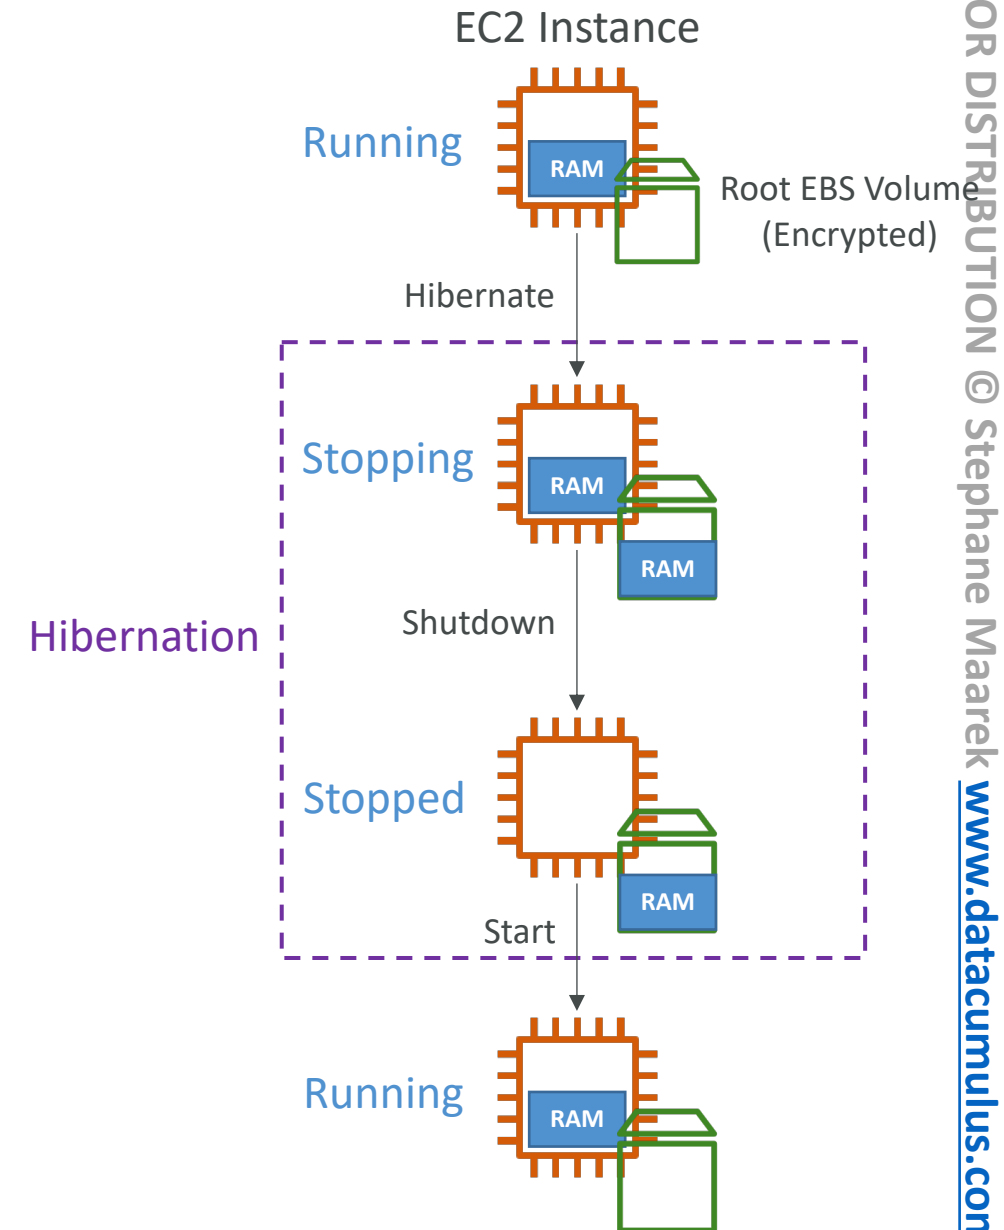 EC2 Instance
Running
RAM
Root EBS Volume
(Encrypted)
Hibernate
Stopping
RAM
RAM
Hibernation
Shutdown
Stopped
RAM
Start
Running
RAM
OR DISTRIBUTION © Stephane Maarek www.datacumulus.com